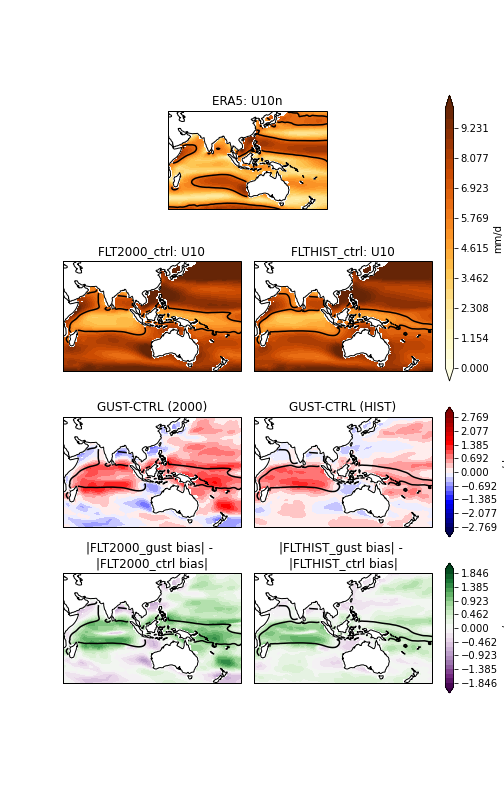 ERA5: U10n
9.231
8.077
6.923
5.769
4.615
3.462
2.308
1.154
0.000
mm/d
FLT2000_ctrl: U10
FLTHIST_ctrl: U10
GUST-CTRL (2000)
GUST-CTRL (HIST)
2.769
2.077
1.385
0.692
0.000
−0.692
−1.385
−2.077
−2.769
|FLT2000_gust bias| -
|FLT2000_ctrl bias|
|FLTHIST_gust bias| -
|FLTHIST_ctrl bias|
1.846
1.385
0.923
0.462
0.000
−0.462
−0.923
−1.385
−1.846